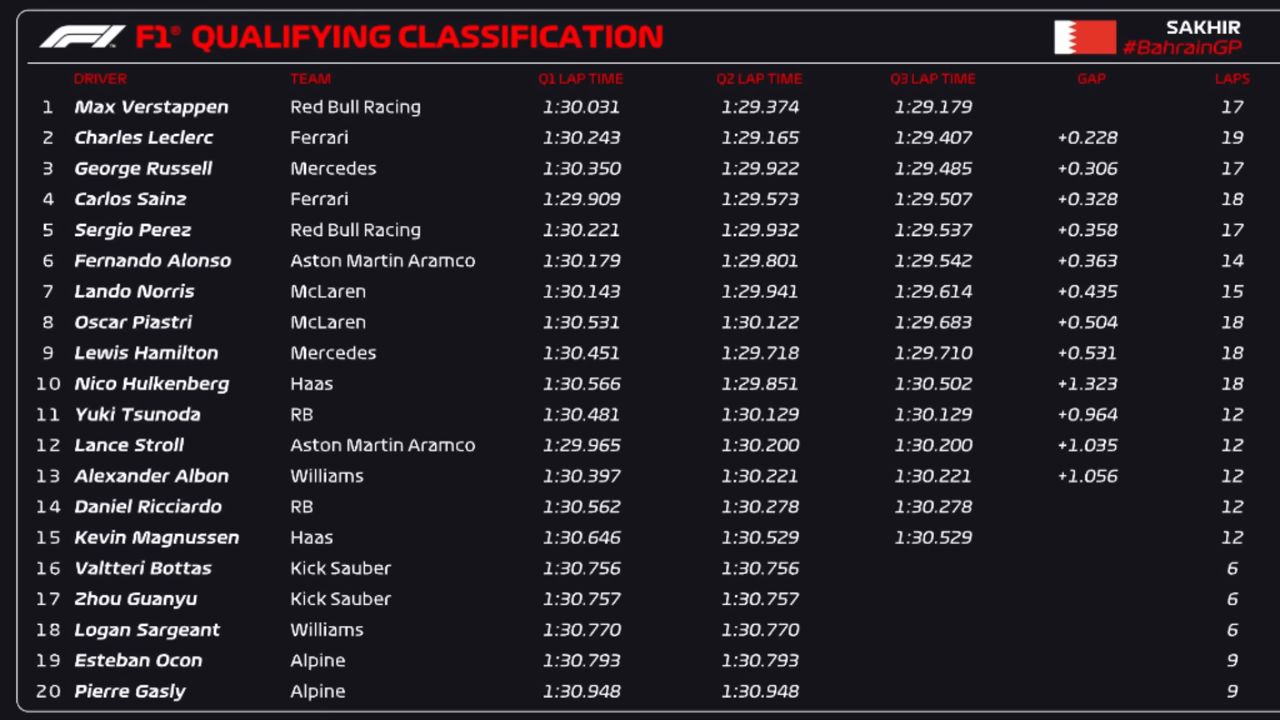 F1® QUALIFYING CLASSIFICATION SAKHIR
#BahrainGP
DRIVER TEAM Q1 LAP TIME Q2 LAP TIME Q3 LAP TIME GAP LAPS
1 Max Verstappen Red Bull Racing 1:30.031 1:29.374 1:29.179 17
2 Charles Leclerc Ferrari 1:30.243 1:29.165 1:29.407 +0.228 19
3 George Russell Mercedes 1:30.350 1:29.922 1:29.485 +0.306 17
4 Carlos Sainz Ferrari 1:29.909 1:29.573 1:29.507 +0.328 18
5 Sergio Perez Red Bull Racing 1:30.221 1:29.932 1:29.537 +0.358 17
6 Fernando Alonso Aston Martin Aramco 1:30.179 1:29.801 1:29.542 +0.363 14
7 Lando Norris McLaren 1:30.143 1:29.941 1:29.614 +0.435 15
8 Oscar Piastri McLaren 1:30.531 1:30.122 1:29.683 +0.504 18
9 Lewis Hamilton Mercedes 1:30.451 1:29.718 1:29.710 +0.531 18
10 Nico Hulkenberg Haas 1:30.566 1:29.851 1:30.502 +1.323 18
11 Yuki Tsunoda RB 1:30.481 1:30.129 1:30.129 +0.964 12
12 Lance Stroll Aston Martin Aramco 1:29.965 1:30.200 1:30.200 +1.035 12
13 Alexander Albon Williams 1:30.397 1:30.221 1:30.221 +1.056 12
14 Daniel Ricciardo RB 1:30.562 1:30.278 1:30.278 12
15 Kevin Magnussen Haas 1:30.646 1:30.529 1:30.529 12
16 Valtteri Bottas Kick Sauber 1:30.756 1:30.756 6
17 Zhou Guanyu Kick Sauber 1:30.757 1:30.757 6
18 Logan Sargeant Williams 1:30.770 1:30.770 6
19 Esteban Ocon Alpine 1:30.793 1:30.793 9
20 Pierre Gasly Alpine 1:30.948 1:30.948 9